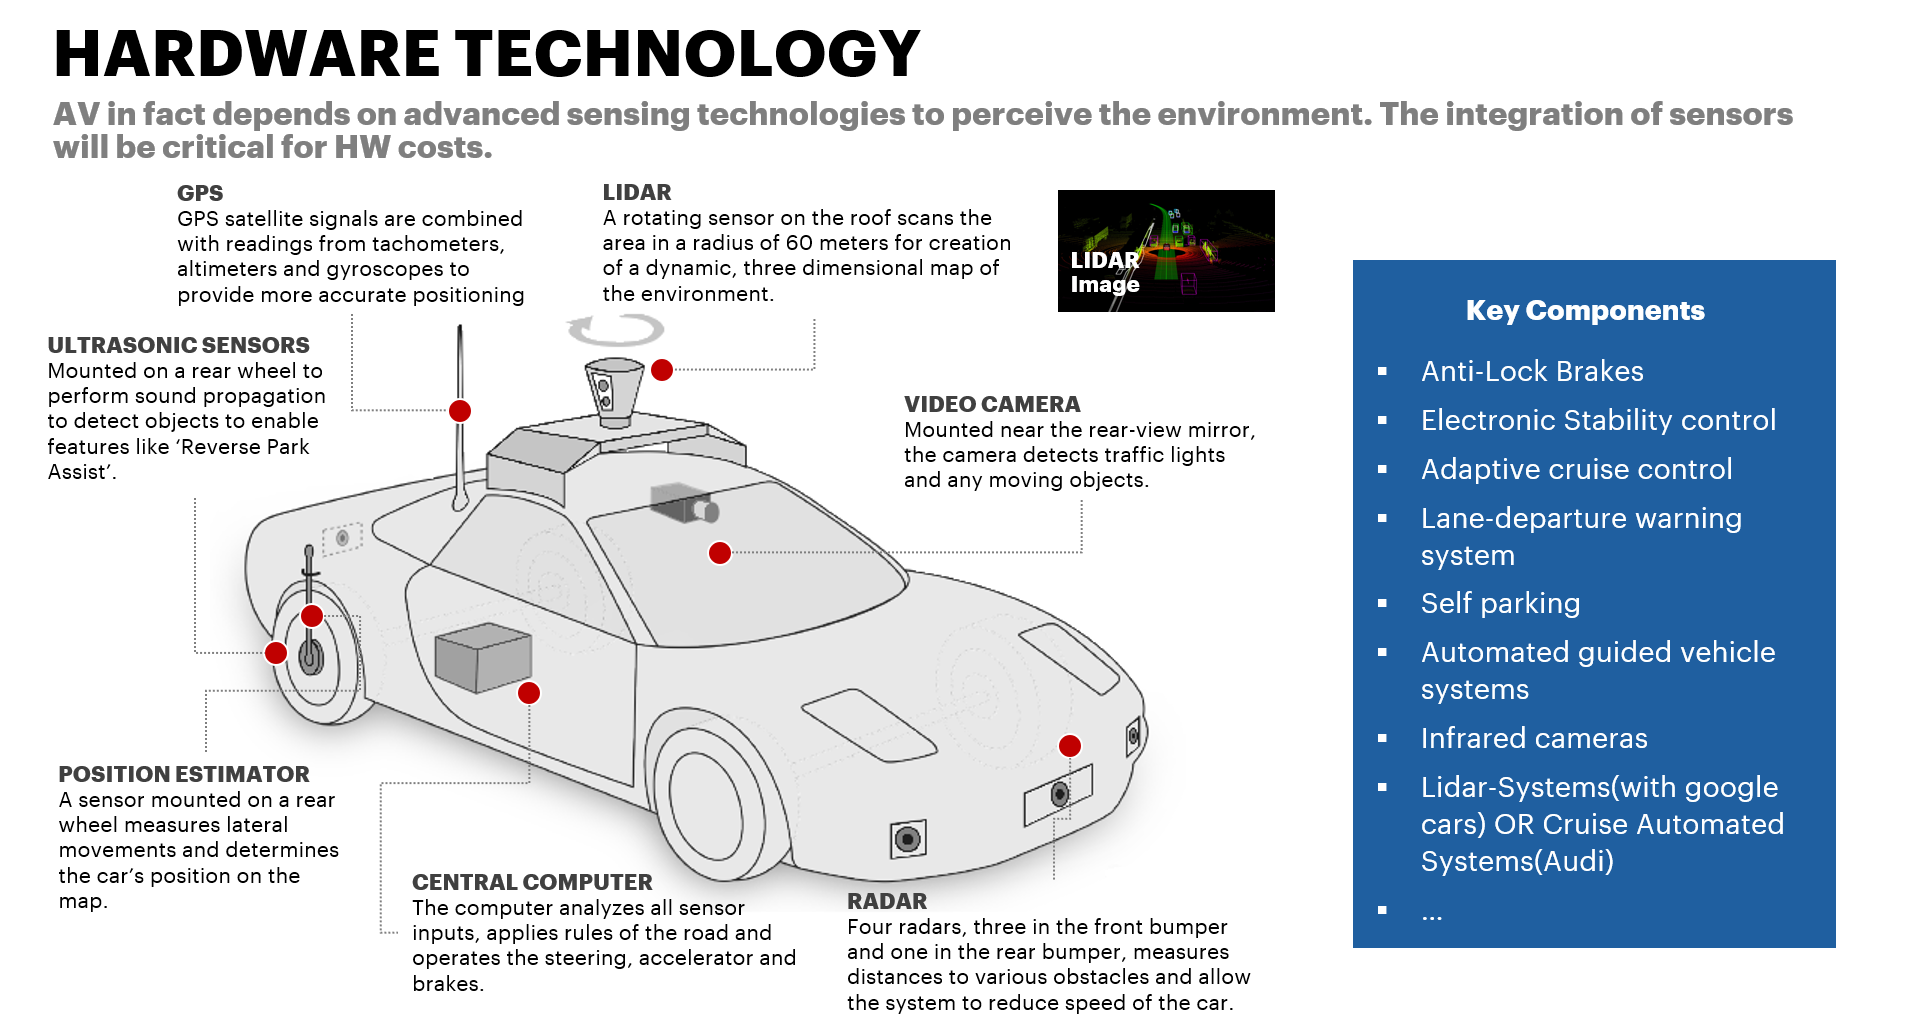 HARDWARE TECHNOLOGY
AV in fact depends on advanced sensing technologies to perceive the environment. The integration of sensors
will be critical for HW costs.
GPS
GPS satellite signals are combined
with readings from tachometers,
altimeters and gyroscopes to
provide more accurate positioning
LIDAR
A rotating sensor on the roof scans the
area in a radius of 60 meters for creation
of a dynamic, three dimensional map of
the environment.
LIDAR
Image
ULTRASONIC SENSORS
Mounted on a rear wheel to
perform sound propagation
to detect objects to enable
features like ‘Reverse Park
Assist’.
VIDEO CAMERA
Mounted near the rear-view mirror,
the camera detects traffic lights
and any moving objects.
POSITION ESTIMATOR
A sensor mounted on a rear
wheel measures lateral
movements and determines
the car’s position on the
map.
CENTRAL COMPUTER
The computer analyzes all sensor
inputs, applies rules of the road and
operates the steering, accelerator and
brakes.
RADAR
Four radars, three in the front bumper
and one in the rear bumper, measures
distances to various obstacles and allow
the system to reduce speed of the car.
Key Components
▪ Anti-Lock Brakes
▪ Electronic Stability control
▪ Adaptive cruise control
▪ Lane-departure warning
system
▪ Self parking
▪ Automated guided vehicle
systems
▪ Infrared cameras
▪ Lidar-Systems(with google
cars) OR Cruise Automated
Systems(Audi)
▪ ...